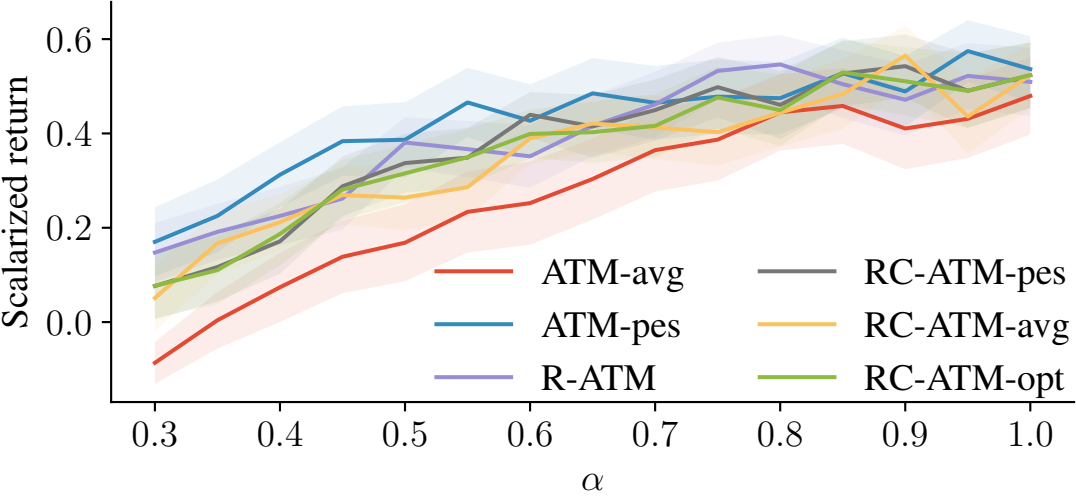 Scalarized return
0.6
0.4
0.2
0.0
ATM-avg
ATM-pes
R-ATM
RC-ATM-pes
RC-ATM-avg
RC-ATM-opt
0.3 0.4 0.5 0.6 0.7 0.8 0.9 1.0
α